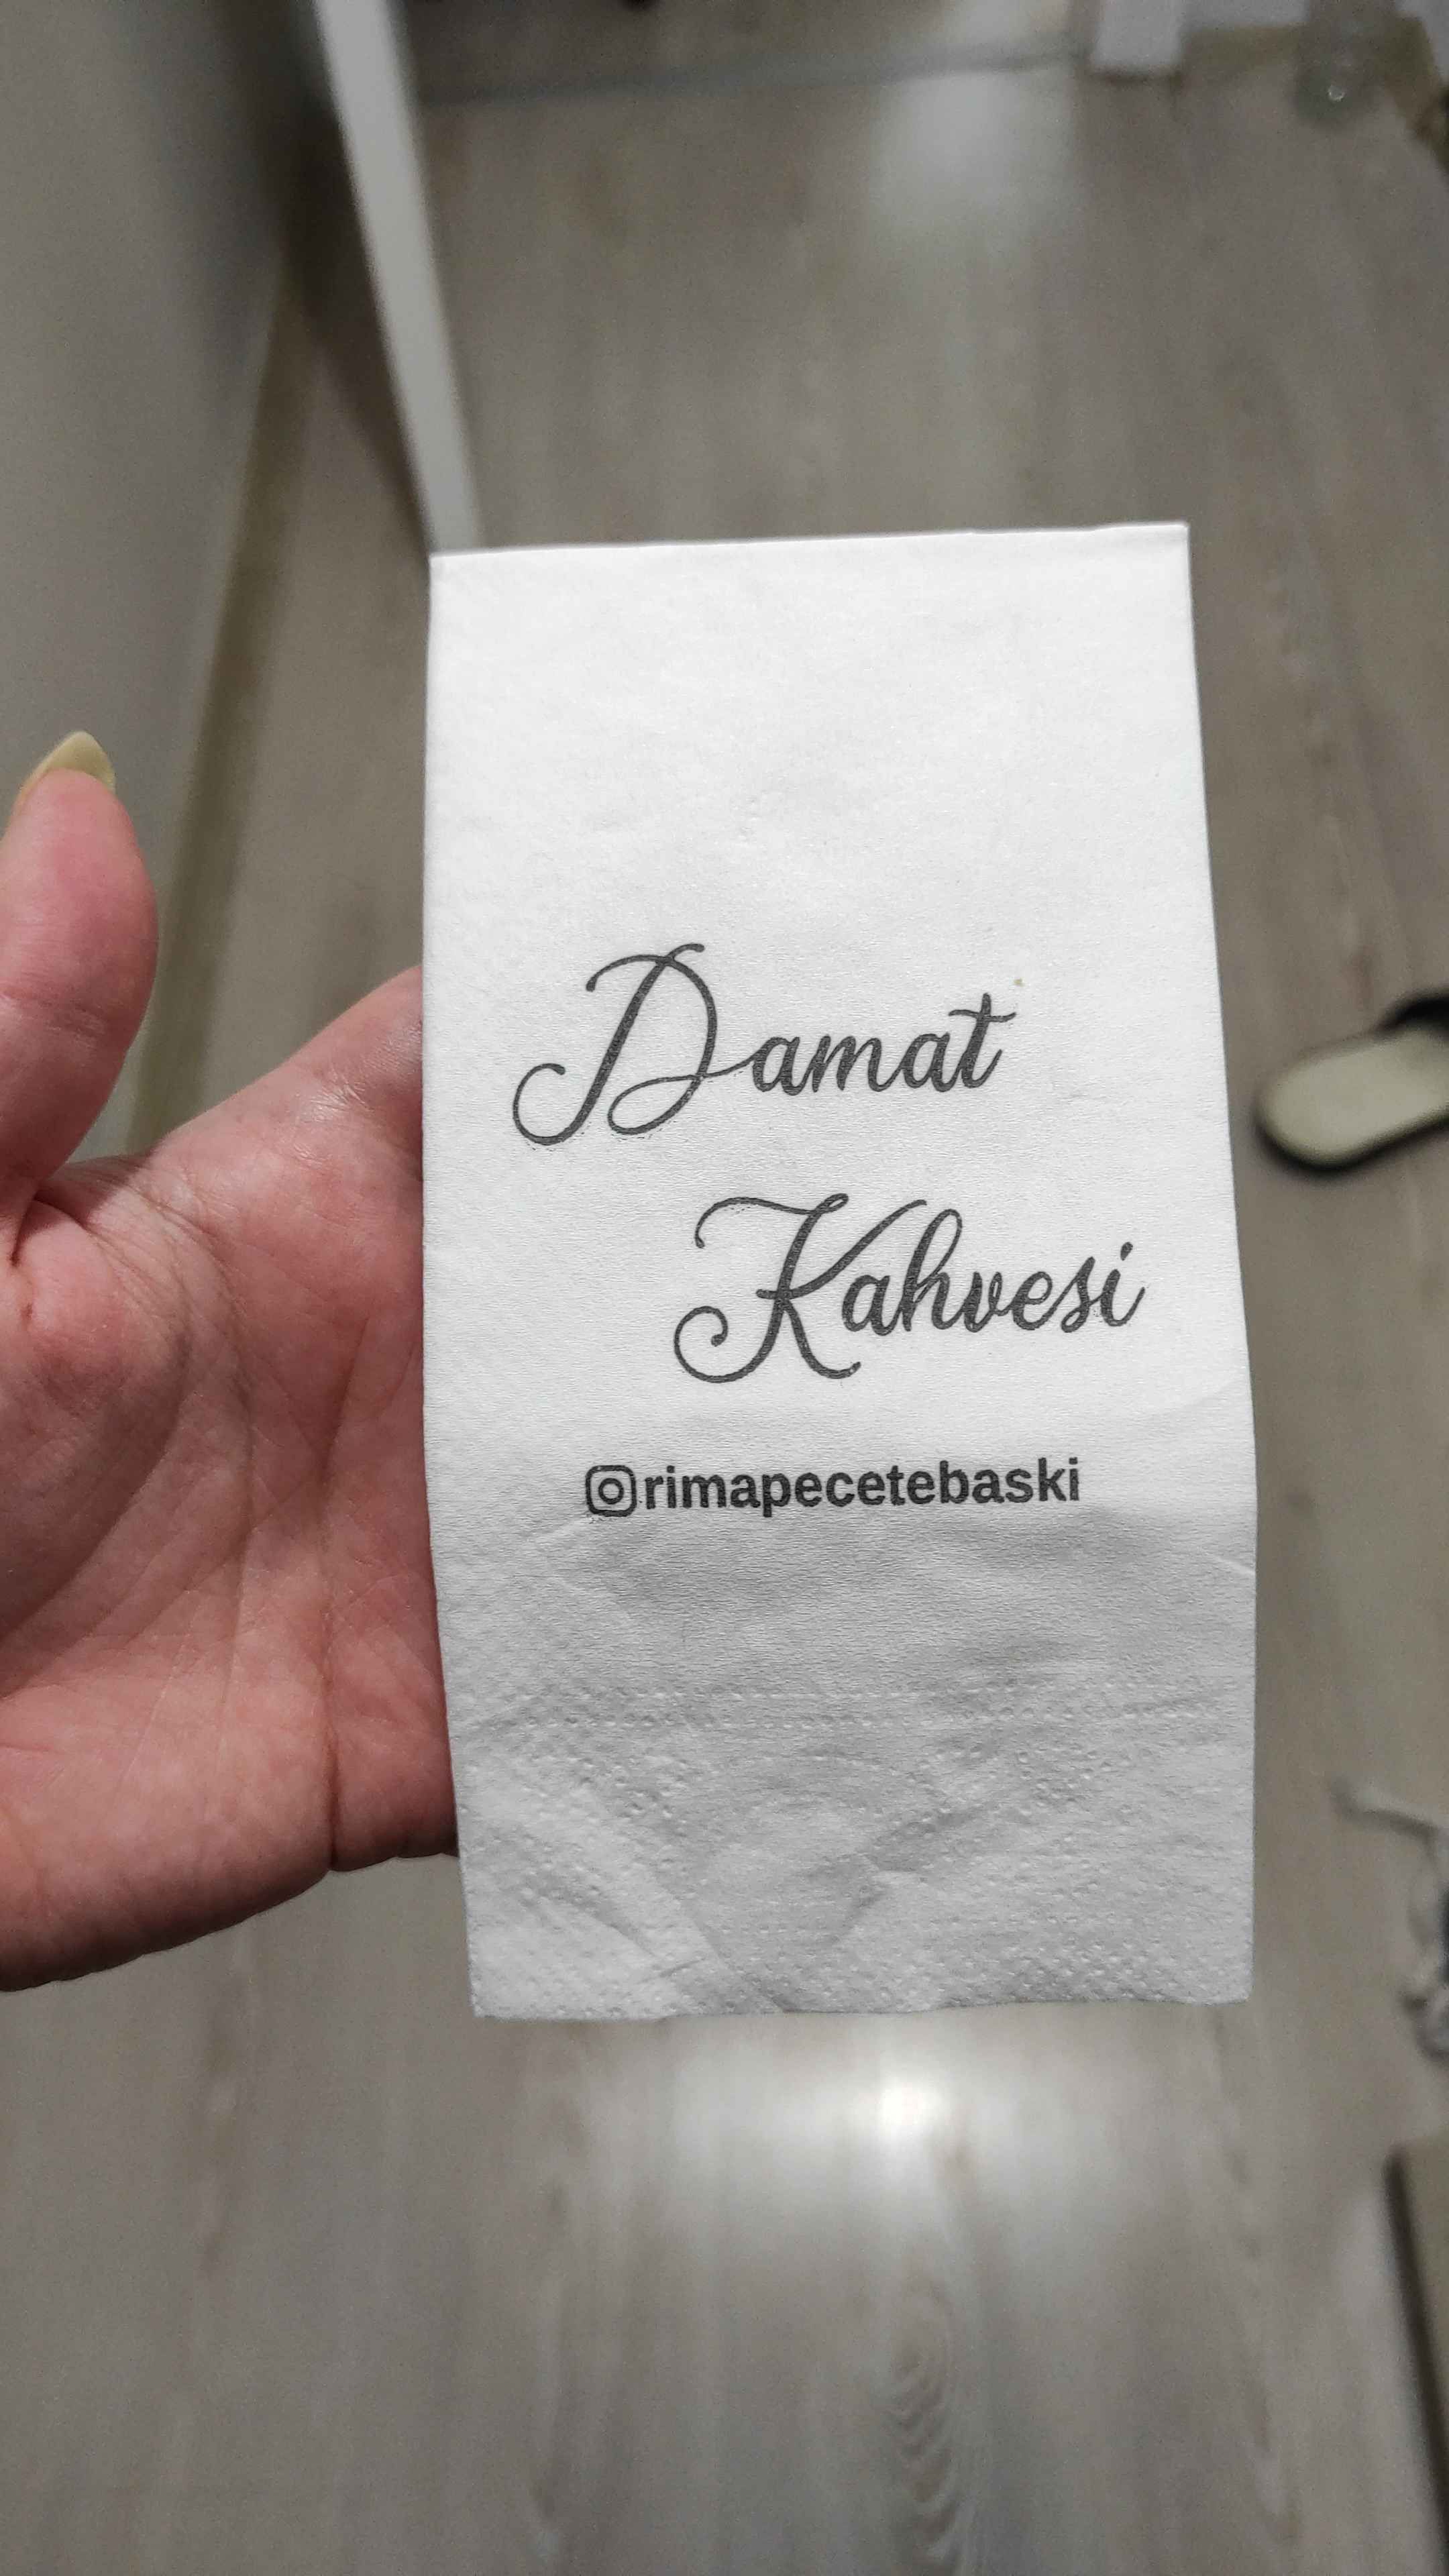 Damat
Kahvesi
rimapecetebaski